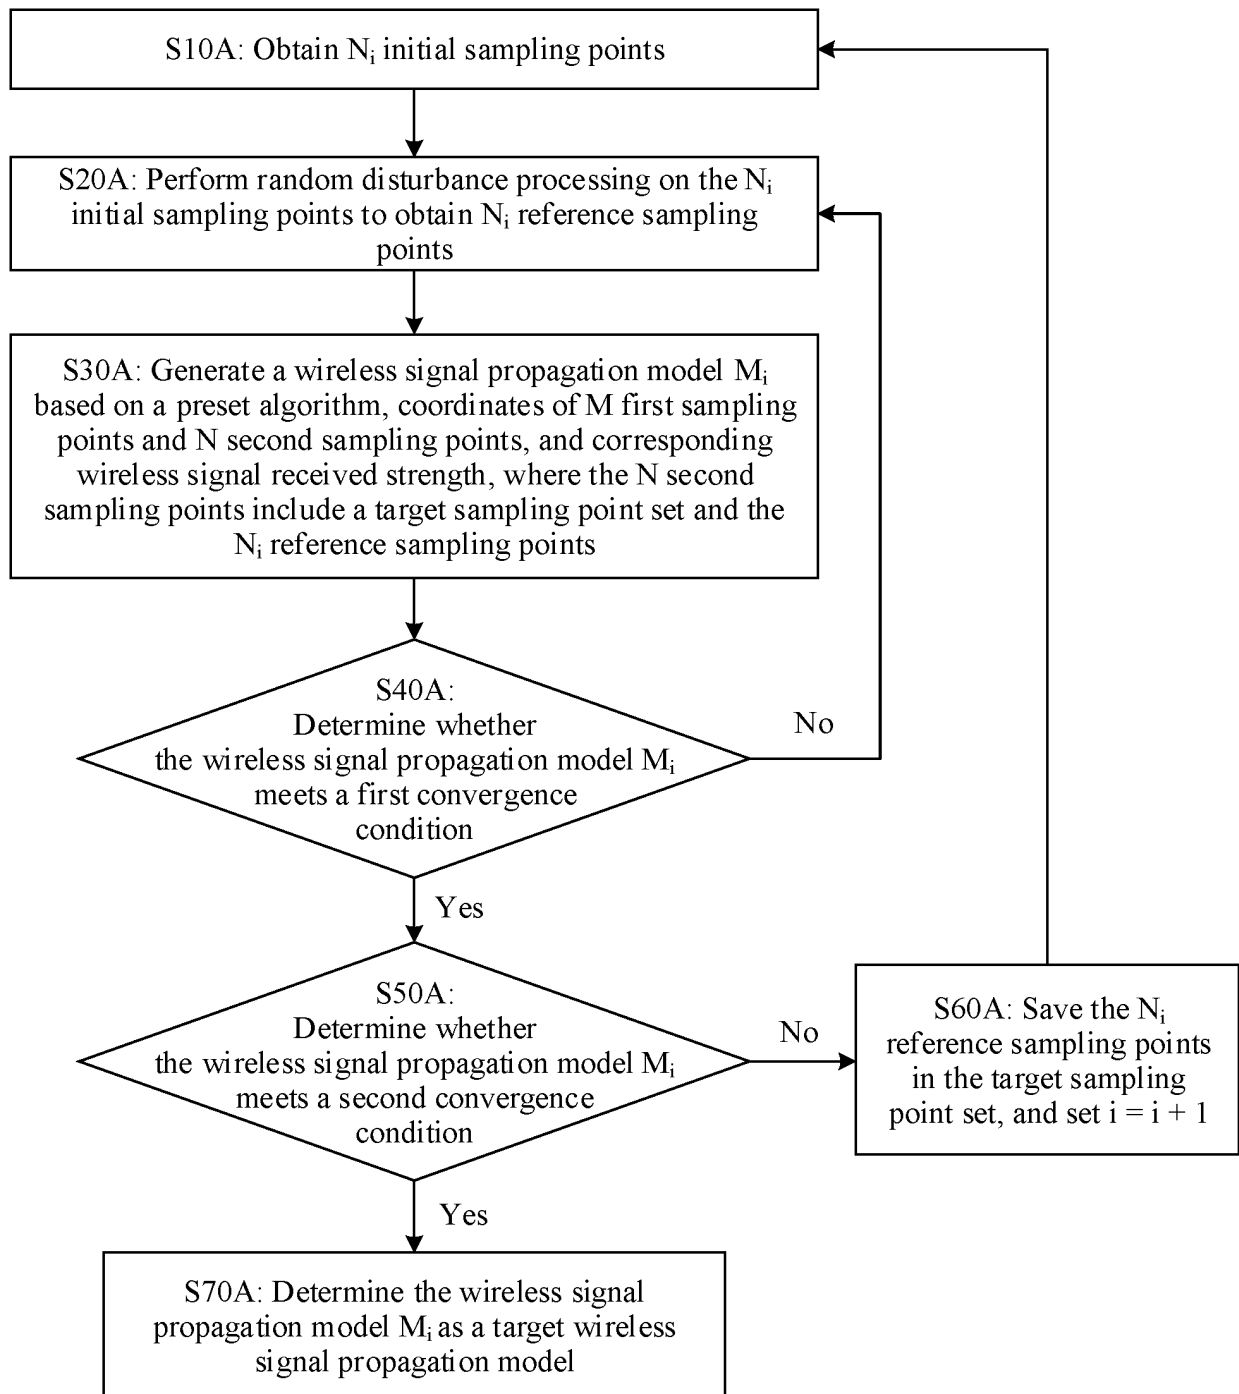 S10A: Obtain Nᵢ initial sampling points
S20A: Perform random disturbance processing on the Nᵢ
initial sampling points to obtain Nᵢ reference sampling
points
S30A: Generate a wireless signal propagation model Mᵢ
based on a preset algorithm, coordinates of M first sampling
points and N second sampling points, and corresponding
wireless signal received strength, where the N second
sampling points include a target sampling point set and the
Nᵢ reference sampling points
S40A:
Determine whether
the wireless signal propagation model Mᵢ
meets a first convergence
condition
No
Yes
S50A:
Determine whether
the wireless signal propagation model Mᵢ
meets a second convergence
condition
No
S60A: Save the Nᵢ
reference sampling points
in the target sampling
point set, and set i = i + 1
Yes
S70A: Determine the wireless signal
propagation model Mᵢ as a target wireless
signal propagation model